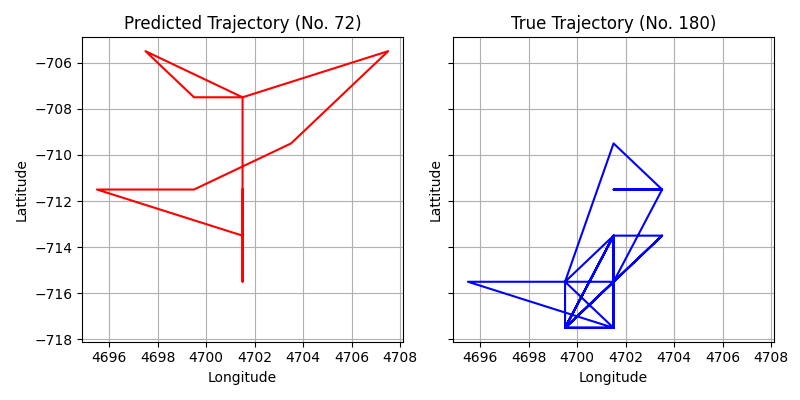 Predicted Trajectory (No. 72)
True Trajectory (No. 180)
Lattitude
−706
−708
−710
−712
−714
−716
−718
4696 4698 4700 4702 4704 4706 4708
Longitude
Lattitude
4696 4698 4700 4702 4704 4706 4708
Longitude